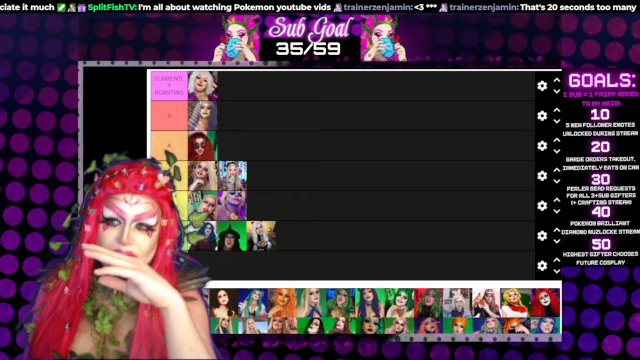 ciate it much SplitFishTV: I'm all about watching Pokemon youtube vids trainerzenjamin: <3 *** trainerzenjamin: That's 20 seconds too many
Sub Goal
35/59
GOALS:
1 SUB = 1 FAIRY ADDED
TO MY HAIR!
10
5 NEW FOLLOWER EMOTES
UNLOCKED DURING STREAM
20
GARDE ORDERS TAKEOUT,
IMMEDIATELY EATS ON CAM
30
PERLER BEAD REQUESTS
FOR ALL 3+SUB GIFTERS
(+ CRAFTING STREAM)
40
POKEMON BRILLIANT
DIAMOND NUZLOCKE STREAM
50
HIGHEST GIFTER CHOOSES
FUTURE COSPLAY
CURRENTL
Y
ROASTING
S
A